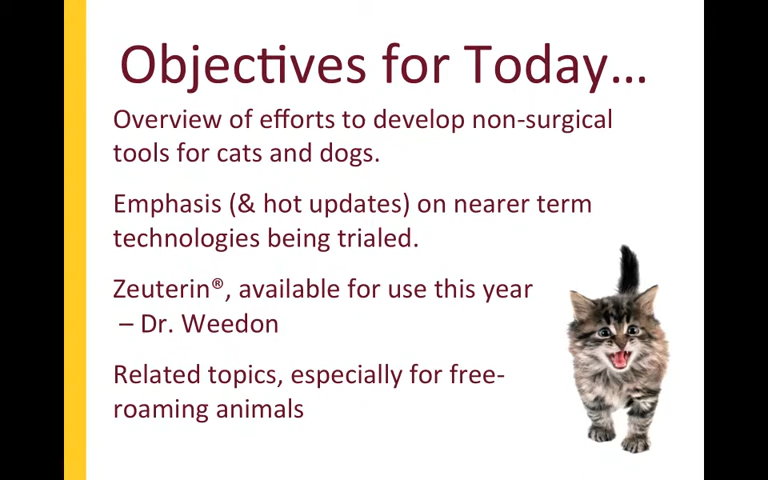 Objectives for Today...
Overview of efforts to develop non-surgical
tools for cats and dogs.
Emphasis (& hot updates) on nearer term
technologies being trialed.
Zeuterin®, available for use this year
– Dr. Weedon
Related topics, especially for free-
roaming animals